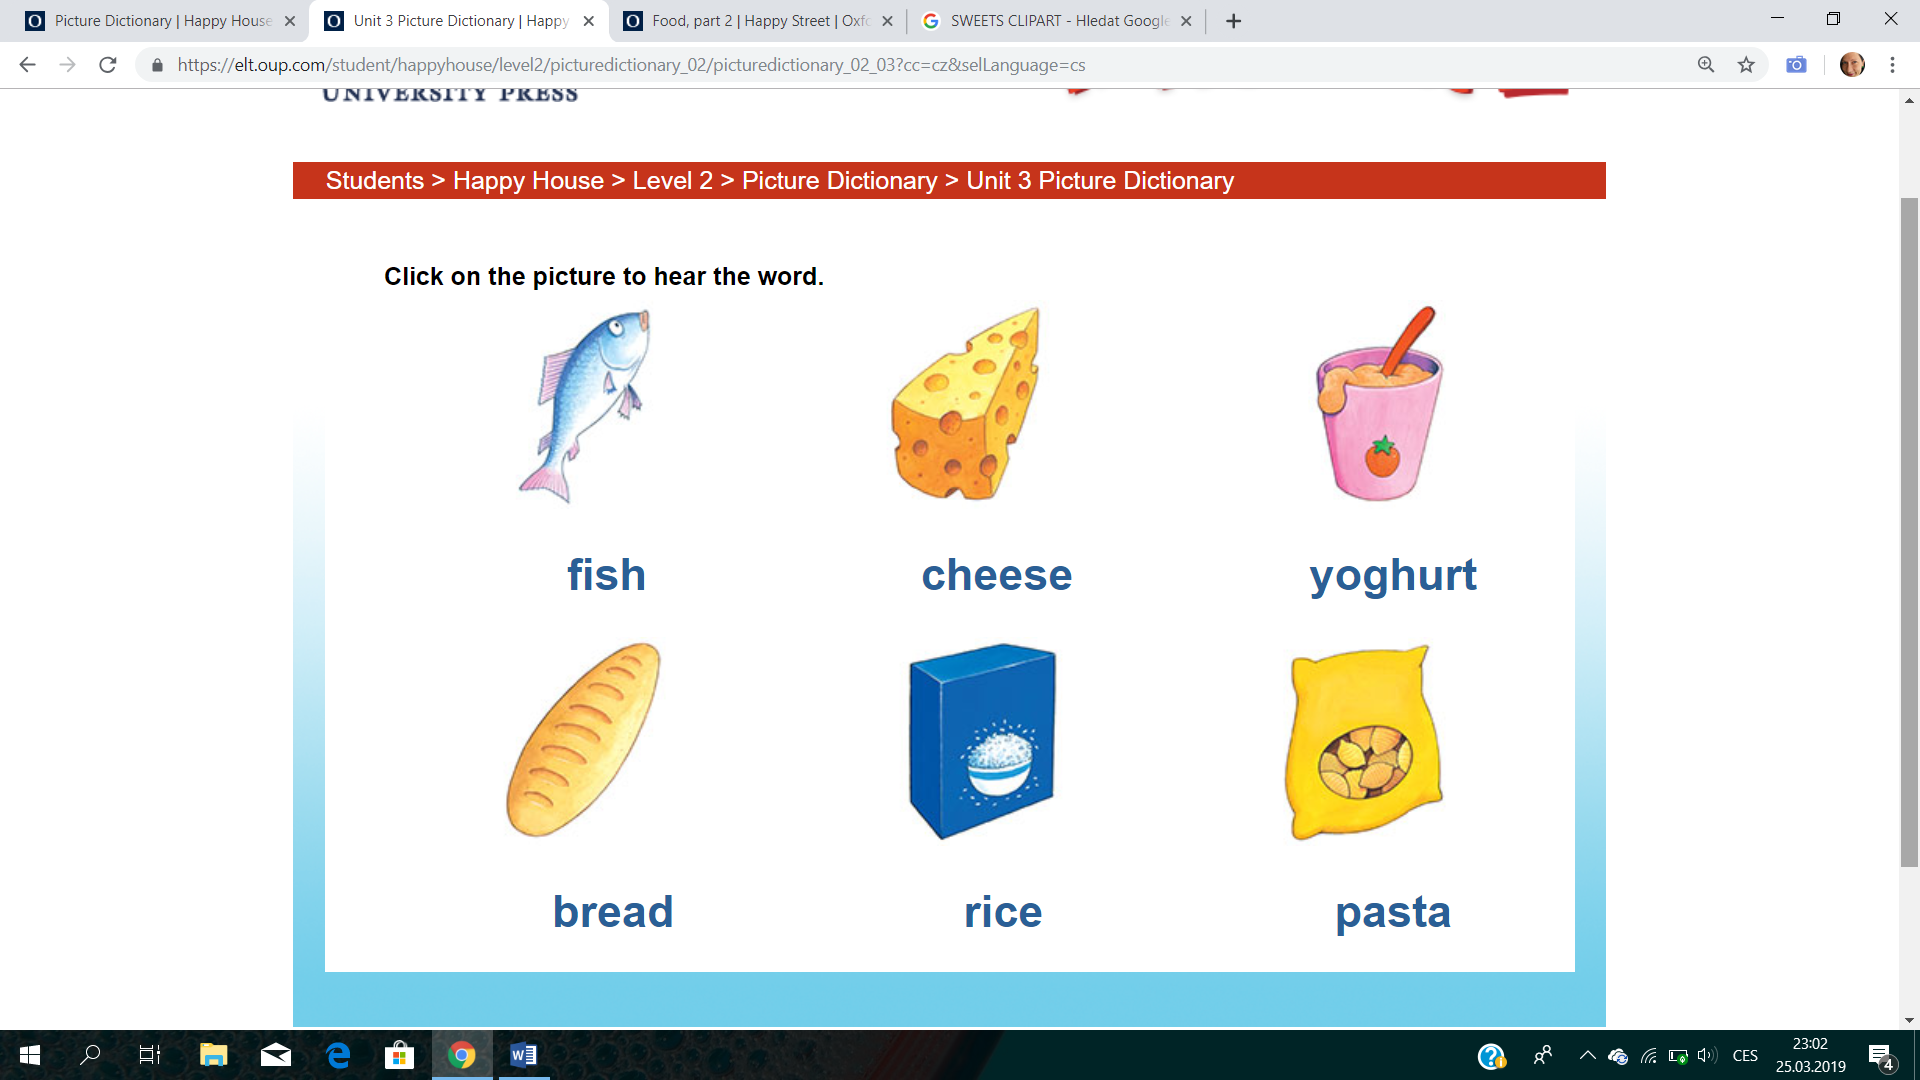 Picture Dictionary | Happy House
Unit 3 Picture Dictionary | Happy
Food, part 2 | Happy Street | Oxfo
SWEETS CLIPART - Hledat Google
https://elt.oup.com/student/happyhouse/level2/picturedictionary_02/picturedictionary_02_03?cc=cz&selLanguage=cs
UNIVERSITY PRESS
Students > Happy House > Level 2 > Picture Dictionary > Unit 3 Picture Dictionary
Click on the picture to hear the word.
fish cheese yoghurt
bread rice pasta
CES
23:02
25.03.2019
4